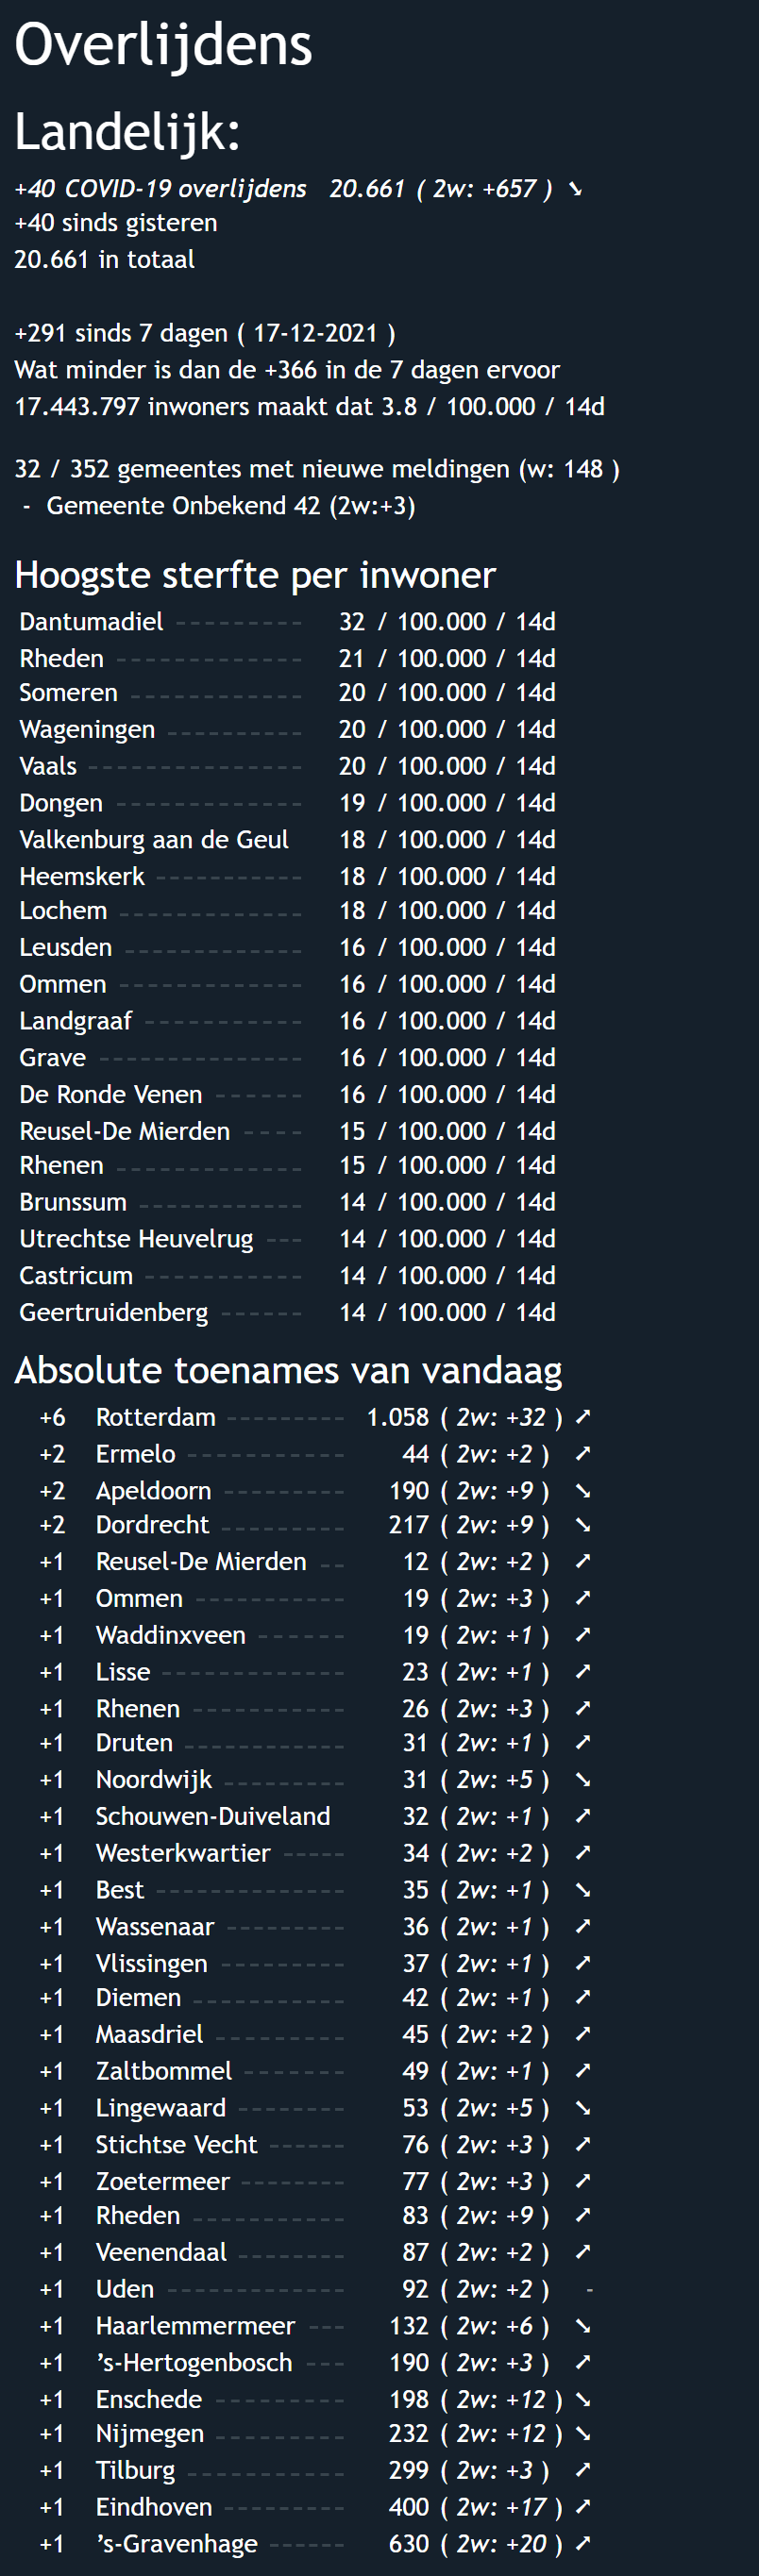 Overlijdens
Landelijk:
+40 COVID-19 overlijdens 20.661 ( 2w: +657 ) ➘
+40 sinds gisteren
20.661 in totaal
+291 sinds 7 dagen ( 17-12-2021 )
Wat minder is dan de +366 in de 7 dagen ervoor
17.443.797 inwoners maakt dat 3.8 / 100.000 / 14d
32 / 352 gemeentes met nieuwe meldingen (w: 148 )
- Gemeente Onbekend 42 (2w:+3)
Hoogste sterfte per inwoner
Dantumadiel --------- 32 / 100.000 / 14d
Rheden ------------- 21 / 100.000 / 14d
Someren ------------ 20 / 100.000 / 14d
Wageningen ---------- 20 / 100.000 / 14d
Vaals --------------- 20 / 100.000 / 14d
Dongen ------------- 19 / 100.000 / 14d
Valkenburg aan de Geul 18 / 100.000 / 14d
Heemskerk ----------- 18 / 100.000 / 14d
Lochem ------------- 18 / 100.000 / 14d
Leusden ------------- 16 / 100.000 / 14d
Ommen ------------- 16 / 100.000 / 14d
Landgraaf ----------- 16 / 100.000 / 14d
Grave --------------- 16 / 100.000 / 14d
De Ronde Venen ------ 16 / 100.000 / 14d
Reusel-De Mierden ---- 15 / 100.000 / 14d
Rhenen ------------- 15 / 100.000 / 14d
Brunssum ------------ 14 / 100.000 / 14d
Utrechtse Heuvelrug --- 14 / 100.000 / 14d
Castricum ----------- 14 / 100.000 / 14d
Geertruidenberg ------ 14 / 100.000 / 14d
Absolute toenames van vandaag
+6 Rotterdam --------- 1.058 ( 2w: +32 ) ➚
+2 Ermelo ----------- 44 ( 2w: +2 ) ➚
+2 Apeldoorn --------- 190 ( 2w: +9 ) ➘
+2 Dordrecht --------- 217 ( 2w: +9 ) ➘
+1 Reusel-De Mierden -- 12 ( 2w: +2 ) ➚
+1 Ommen ----------- 19 ( 2w: +3 ) ➚
+1 Waddinxveen ------ 19 ( 2w: +1 ) ➚
+1 Lisse ------------- 23 ( 2w: +1 ) ➚
+1 Rhenen ----------- 26 ( 2w: +3 ) ➚
+1 Druten ------------ 31 ( 2w: +1 ) ➚
+1 Noordwijk --------- 31 ( 2w: +5 ) ➘
+1 Schouwen-Duiveland 32 ( 2w: +1 ) ➚
+1 Westerkwartier ----- 34 ( 2w: +2 ) ➚
+1 Best -------------- 35 ( 2w: +1 ) ➘
+1 Wassenaar --------- 36 ( 2w: +1 ) ➚
+1 Vlissingen --------- 37 ( 2w: +1 ) ➚
+1 Diemen ----------- 42 ( 2w: +1 ) ➚
+1 Maasdriel ---------- 45 ( 2w: +2 ) ➚
+1 Zaltbommel ------- 49 ( 2w: +1 ) ➚
+1 Lingewaard -------- 53 ( 2w: +5 ) ➘
+1 Stichtse Vecht ------ 76 ( 2w: +3 ) ➚
+1 Zoetermeer -------- 77 ( 2w: +3 ) ➚
+1 Rheden ----------- 83 ( 2w: +9 ) ➚
+1 Veenendaal -------- 87 ( 2w: +2 ) ➚
+1 Uden ------------- 92 ( 2w: +2 ) -
+1 Haarlemmermeer --- 132 ( 2w: +6 ) ➘
+1 ’s-Hertogenbosch --- 190 ( 2w: +3 ) ➚
+1 Enschede ---------- 198 ( 2w: +12 ) ➘
+1 Nijmegen ---------- 232 ( 2w: +12 ) ➘
+1 Tilburg ------------ 299 ( 2w: +3 ) ➚
+1 Eindhoven --------- 400 ( 2w: +17 ) ➚
+1 ’s-Gravenhage ------ 630 ( 2w: +20 ) ➚